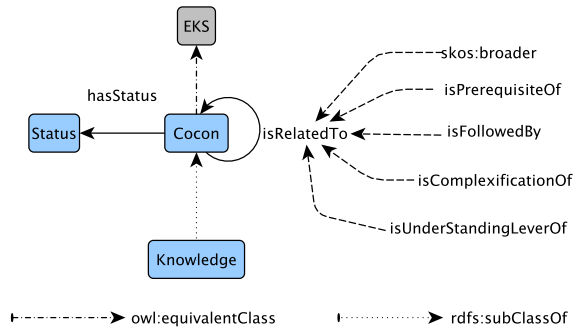 EKS
skos:broader
hasStatus
isPrerequisiteOf
Status
Cocon
isRelatedTo
isFollowedBy
isComplexificationOf
isUnderStandingLeverOf
Knowledge
owl:equivalentClass
rdfs:subClassOf